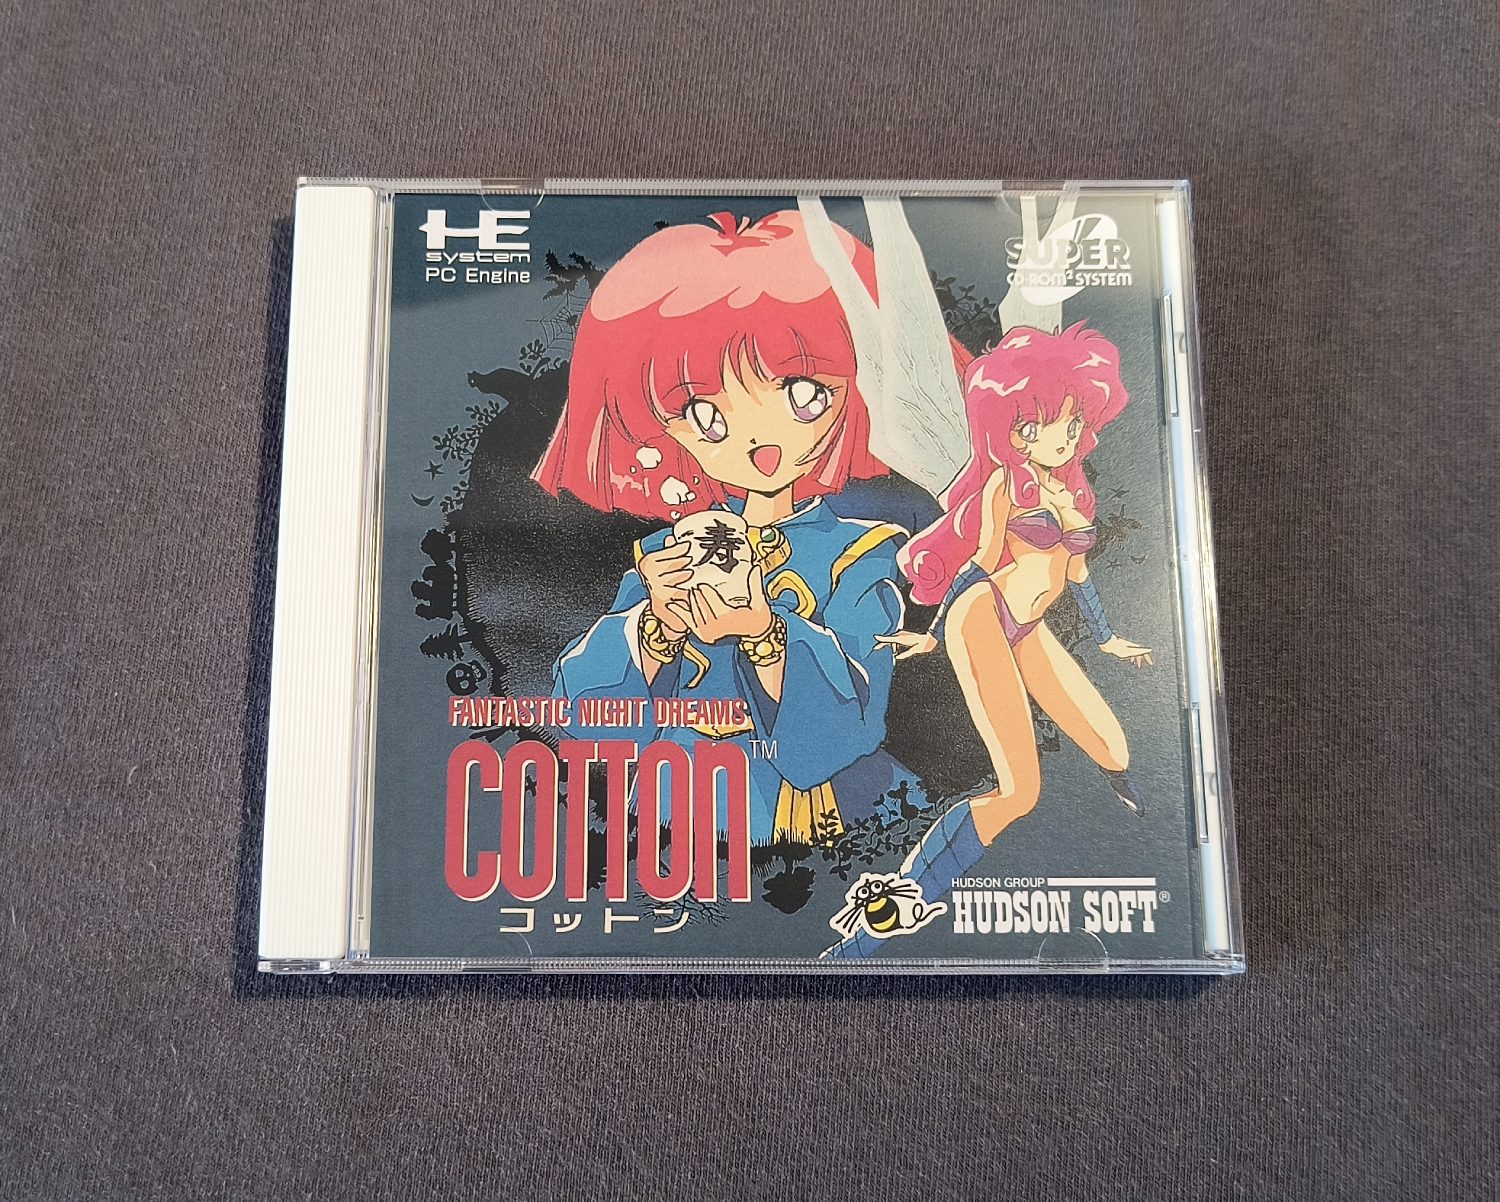 HE
system
PC Engine
SUPER
CD-ROM² SYSTEM
寿
FANTASTIC NIGHT DREAMS
COTTON™
コットン
HUDSON GROUP
HUDSON SOFT®